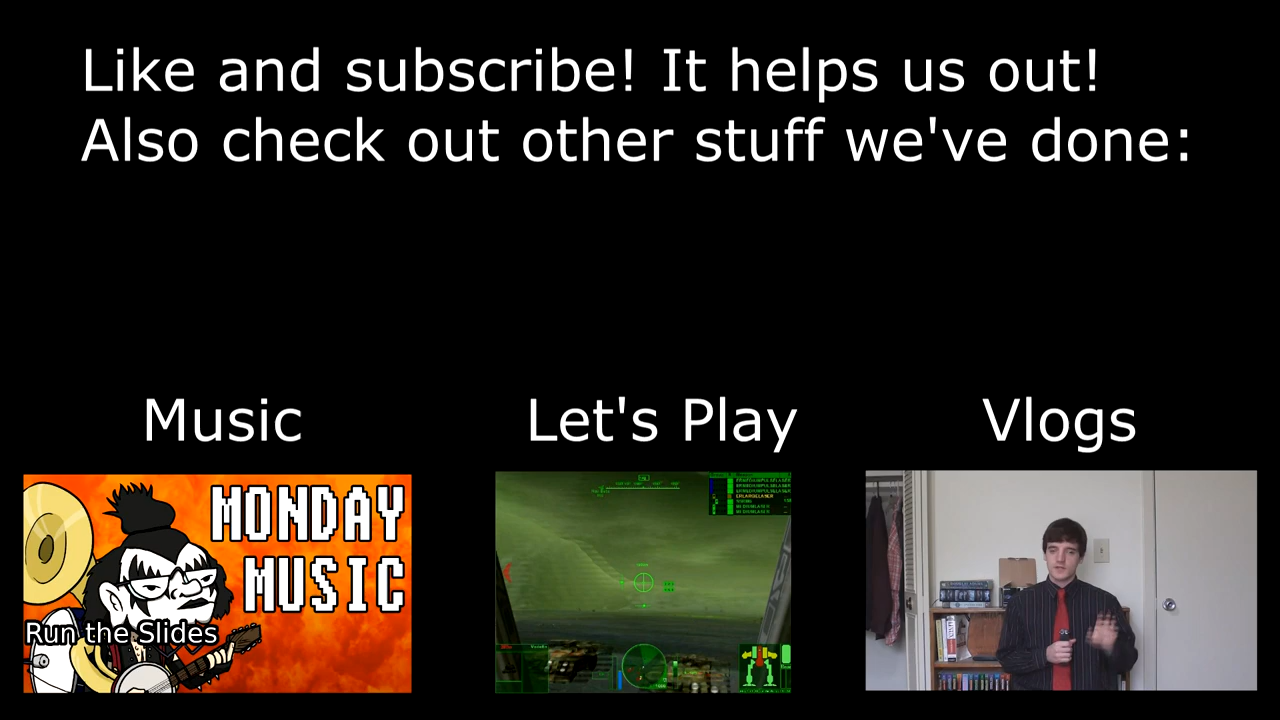 Like and subscribe! It helps us out!
Also check out other stuff we've done:
Music
Let's Play
Vlogs
MONDAY
MUSIC
Run the Slides